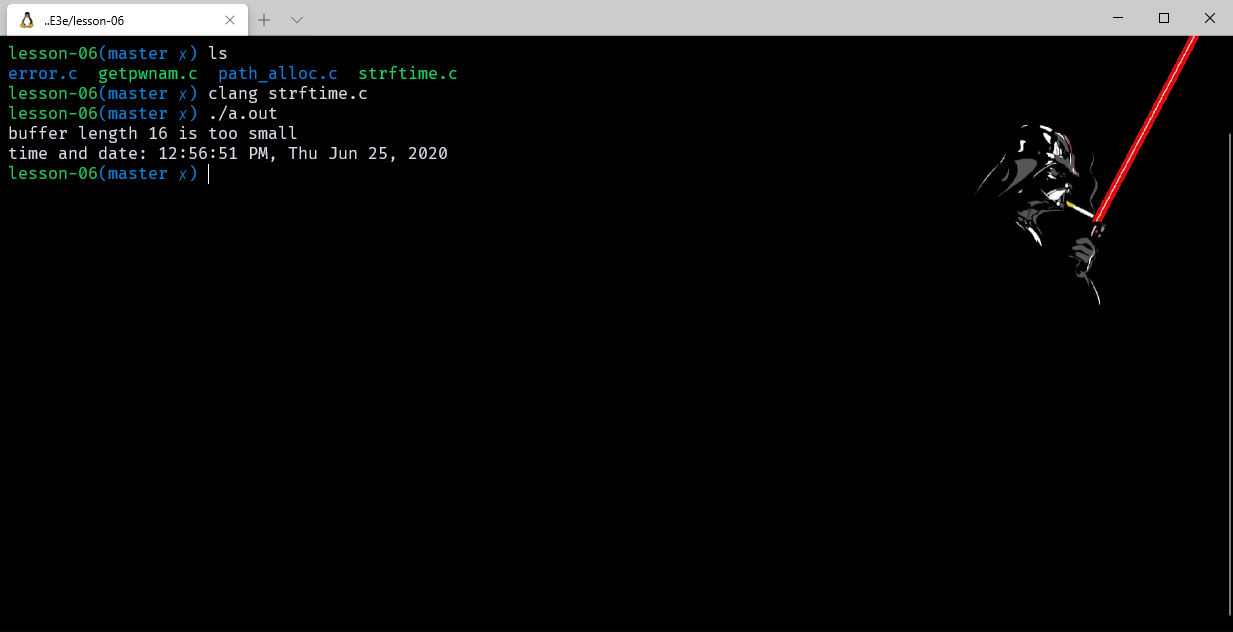 ..E3e/lesson-06
lesson-06(master ✗) ls
error.c  getpwnam.c  path_alloc.c  strftime.c
lesson-06(master ✗) clang strftime.c
lesson-06(master ✗) ./a.out
buffer length 16 is too small
time and date: 12:56:51 PM, Thu Jun 25, 2020
lesson-06(master ✗)